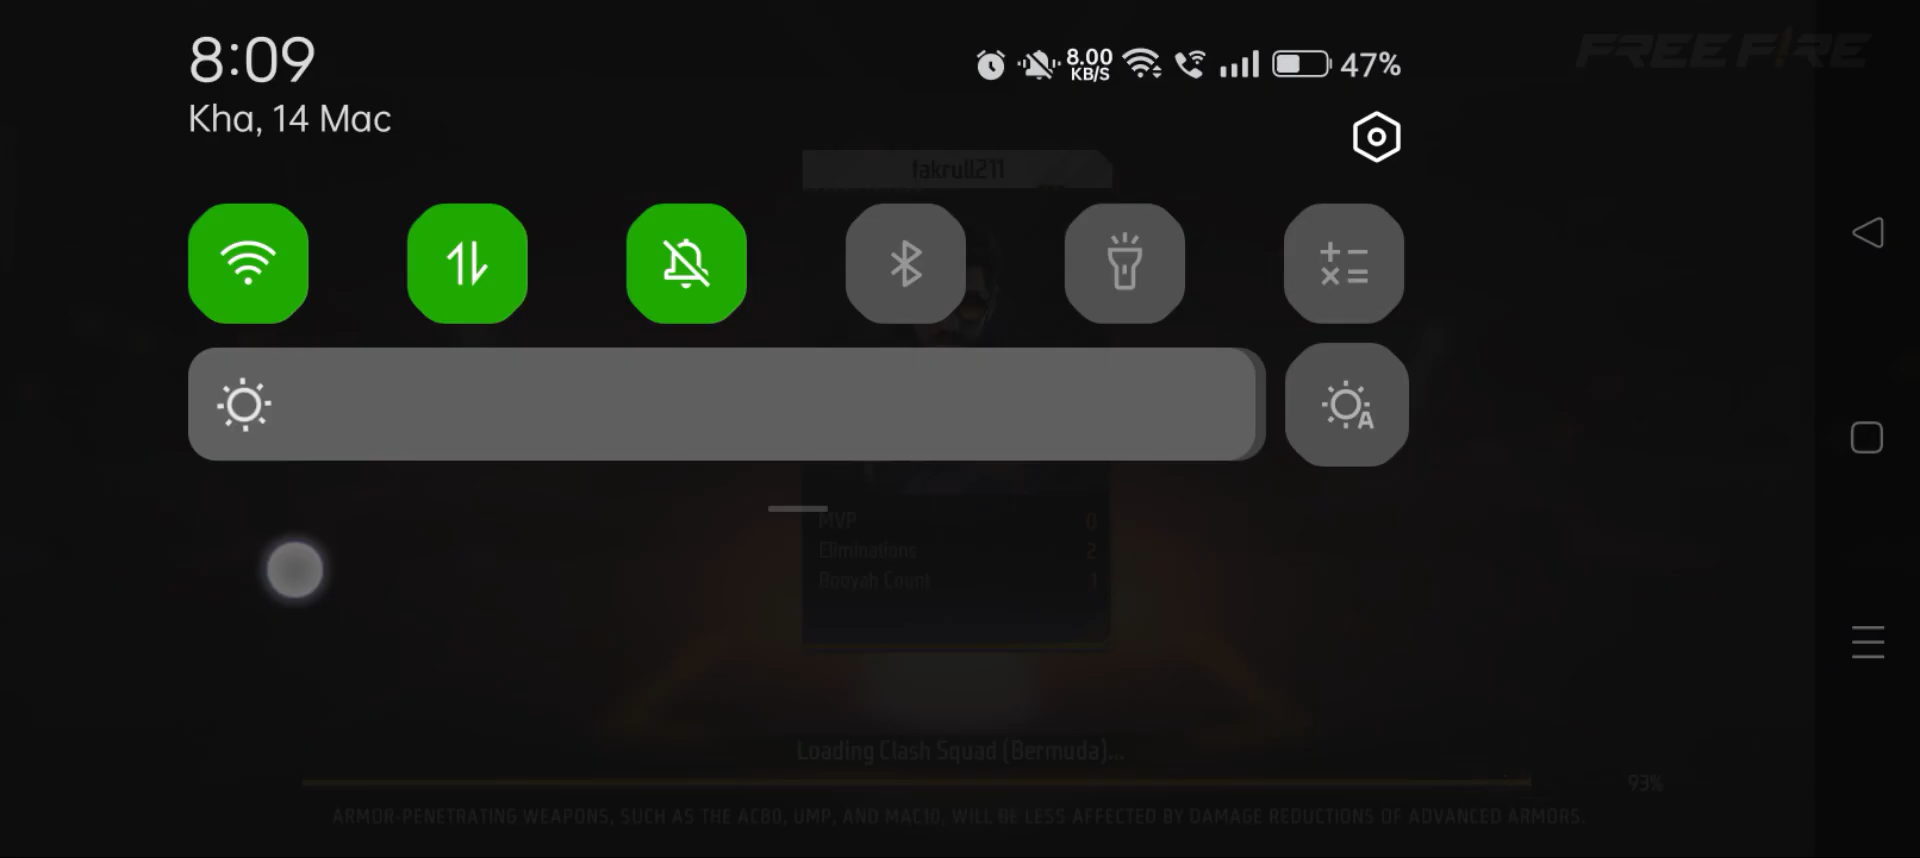 FREE FIRE
8:09
8.00
KB/S
47%
Kha, 14 Mac
fakrull211
A
MVP 0
Eliminations 2
Booyah Count 1
Loading Clash Squad (Bermuda)...
93%
ARMOR-PENETRATING WEAPONS, SUCH AS THE AC80, UMP, AND MAC10, WILL BE LESS AFFECTED BY DAMAGE REDUCTIONS OF ADVANCED ARMORS.